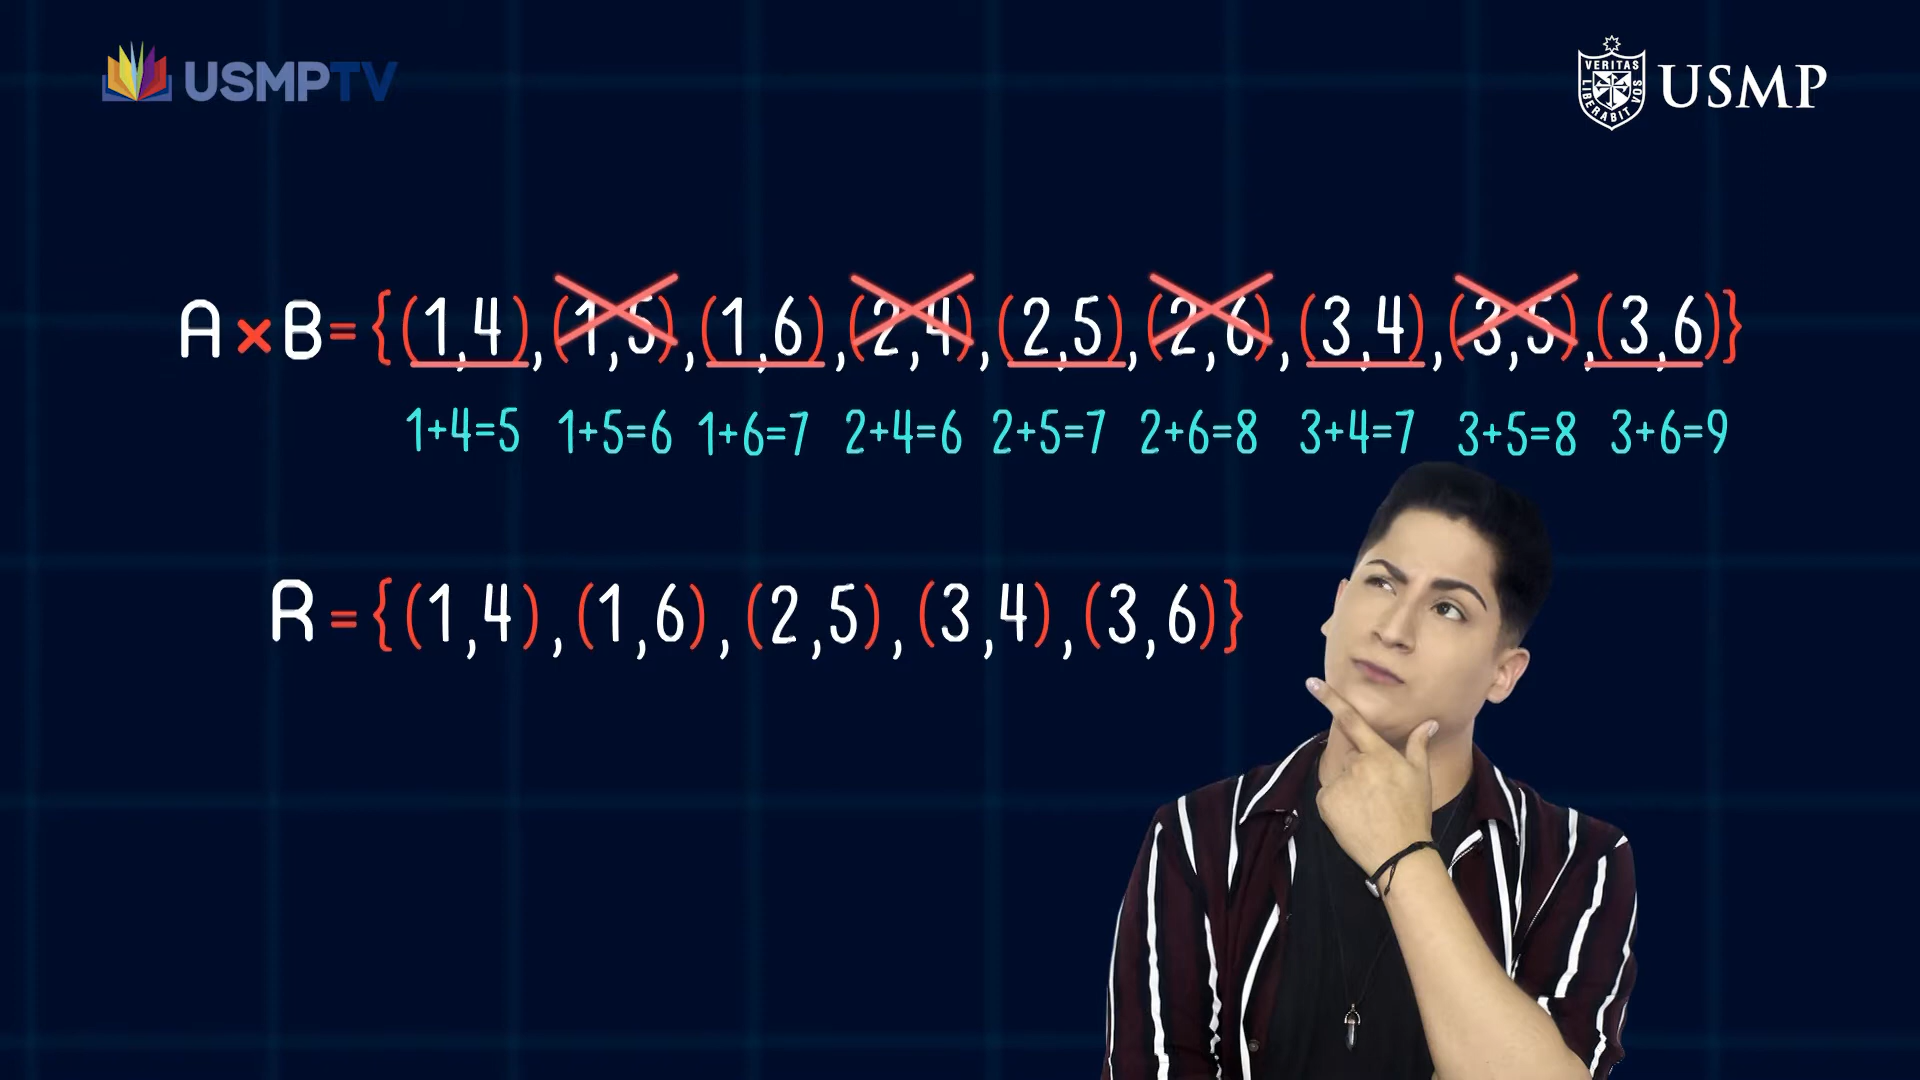 USMPTV
VERITAS LIBERABIT VOS
USMP
A×B={(1,4),(1,5),(1,6),(2,4),(2,5),(2,6),(3,4),(3,5),(3,6)}
1+4=5 1+5=6 1+6=7 2+4=6 2+5=7 2+6=8 3+4=7 3+5=8 3+6=9
R={(1,4),(1,6),(2,5),(3,4),(3,6)}